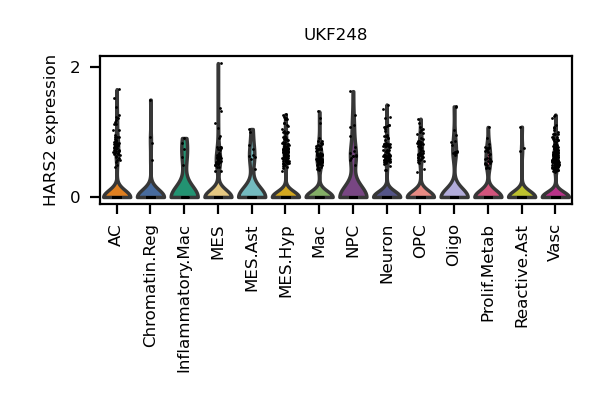 UKF248
HARS2 expression
2
0
AC
Chromatin.Reg
Inflammatory.Mac
MES
MES.Ast
MES.Hyp
Mac
NPC
Neuron
OPC
Oligo
Prolif.Metab
Reactive.Ast
Vasc